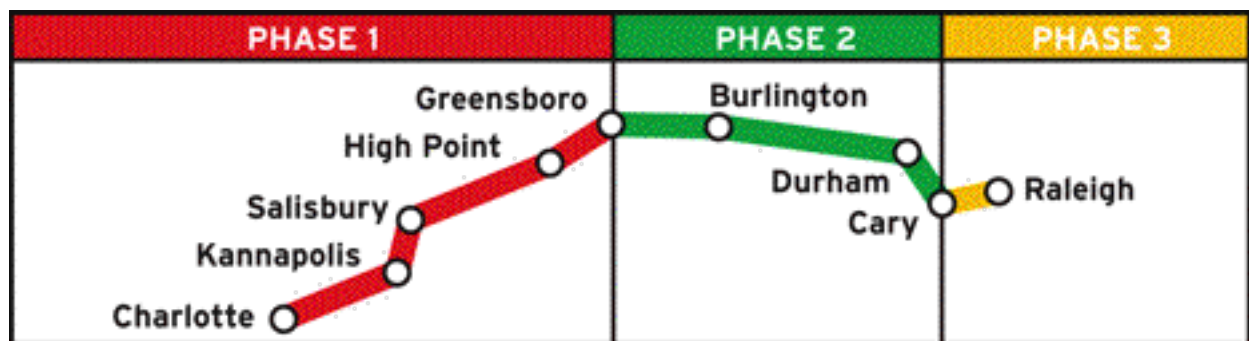 PHASE 1
PHASE 2
PHASE 3
Greensboro
Burlington
High Point
Durham
Raleigh
Salisbury
Cary
Kannapolis
Charlotte